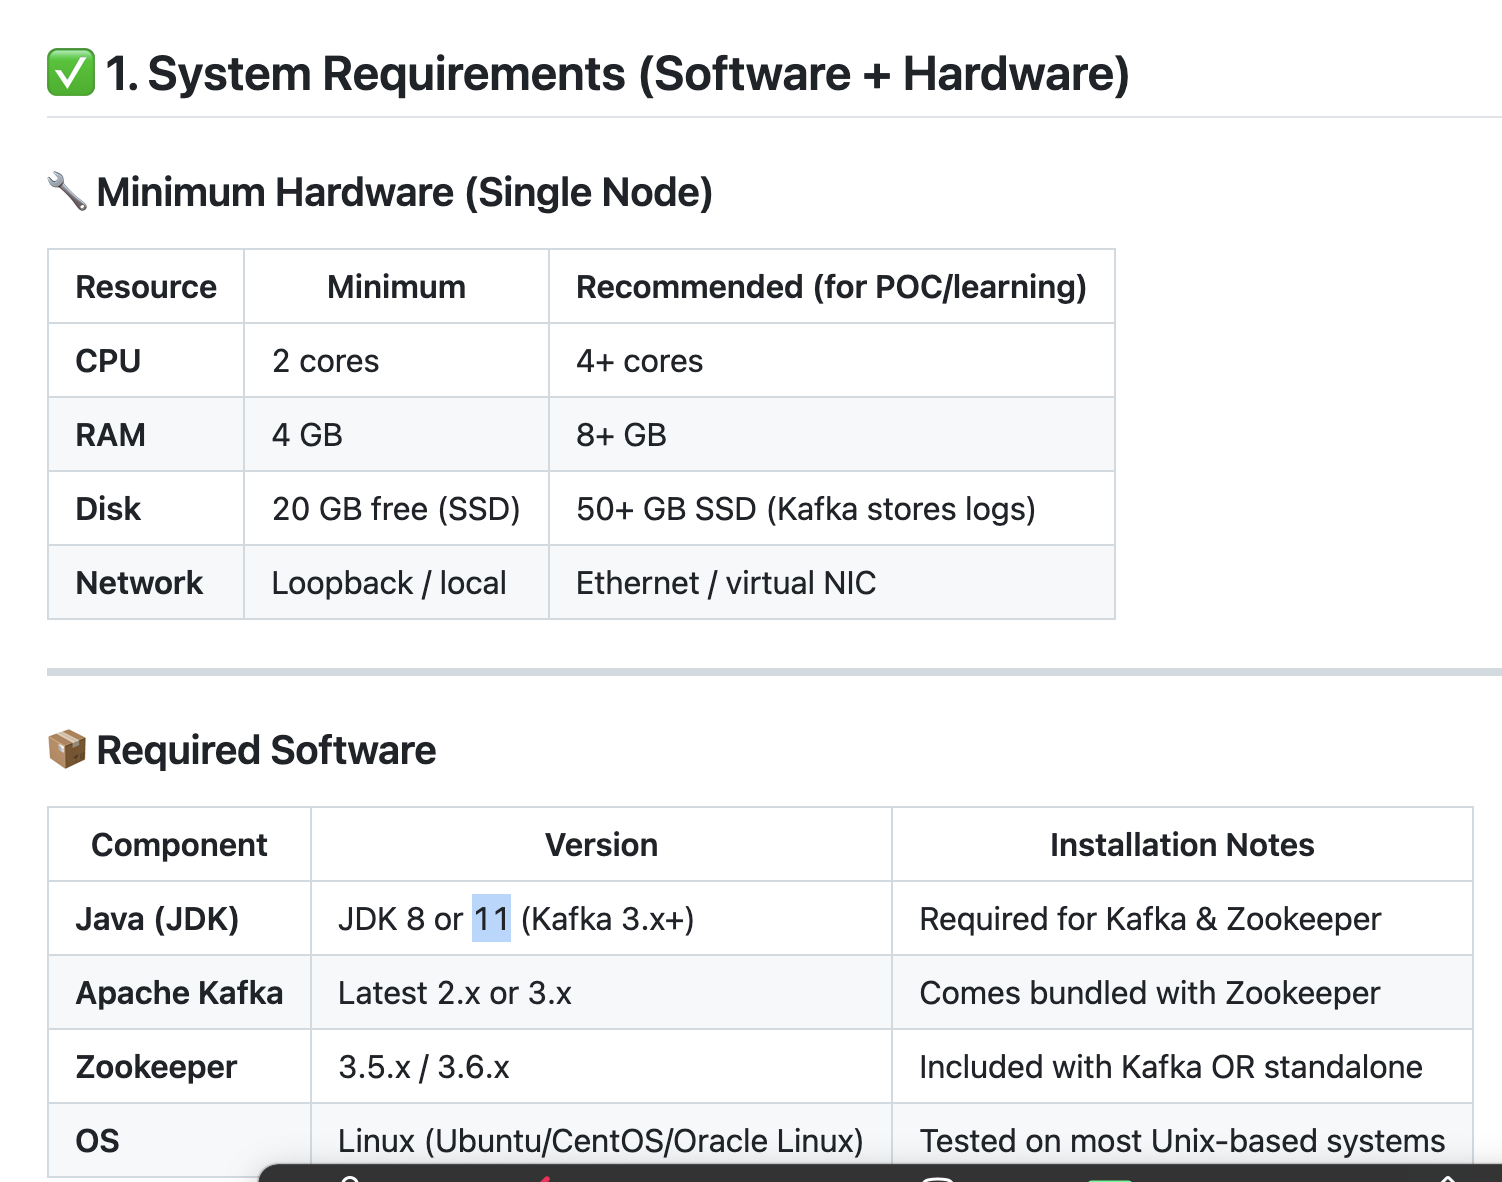 ✅ 1. System Requirements (Software + Hardware)
🔧 Minimum Hardware (Single Node)
Resource Minimum Recommended (for POC/learning)
CPU 2 cores 4+ cores
RAM 4 GB 8+ GB
Disk 20 GB free (SSD) 50+ GB SSD (Kafka stores logs)
Network Loopback / local Ethernet / virtual NIC
📦 Required Software
Component Version Installation Notes
Java (JDK) JDK 8 or 11 (Kafka 3.x+) Required for Kafka & Zookeeper
Apache Kafka Latest 2.x or 3.x Comes bundled with Zookeeper
Zookeeper 3.5.x / 3.6.x Included with Kafka OR standalone
OS Linux (Ubuntu/CentOS/Oracle Linux) Tested on most Unix-based systems